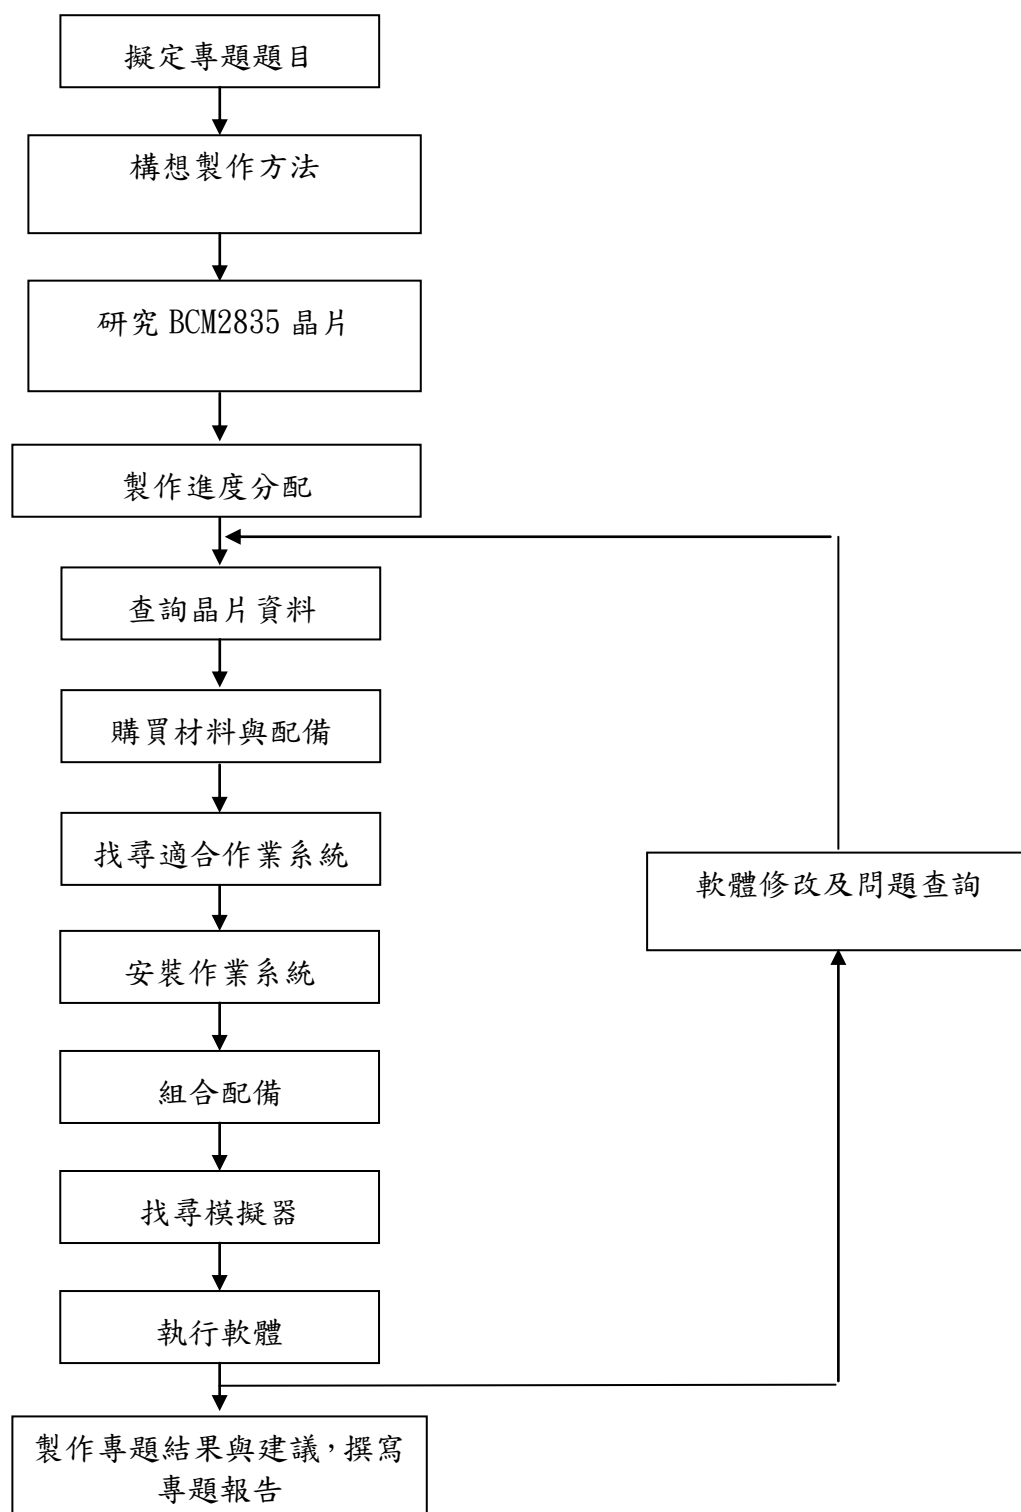 擬定專題題目
構想製作方法
研究 BCM2835 晶片
製作進度分配
查詢晶片資料
購買材料與配備
找尋適合作業系統
軟體修改及問題查詢
安裝作業系統
組合配備
找尋模擬器
執行軟體
製作專題結果與建議，撰寫
專題報告